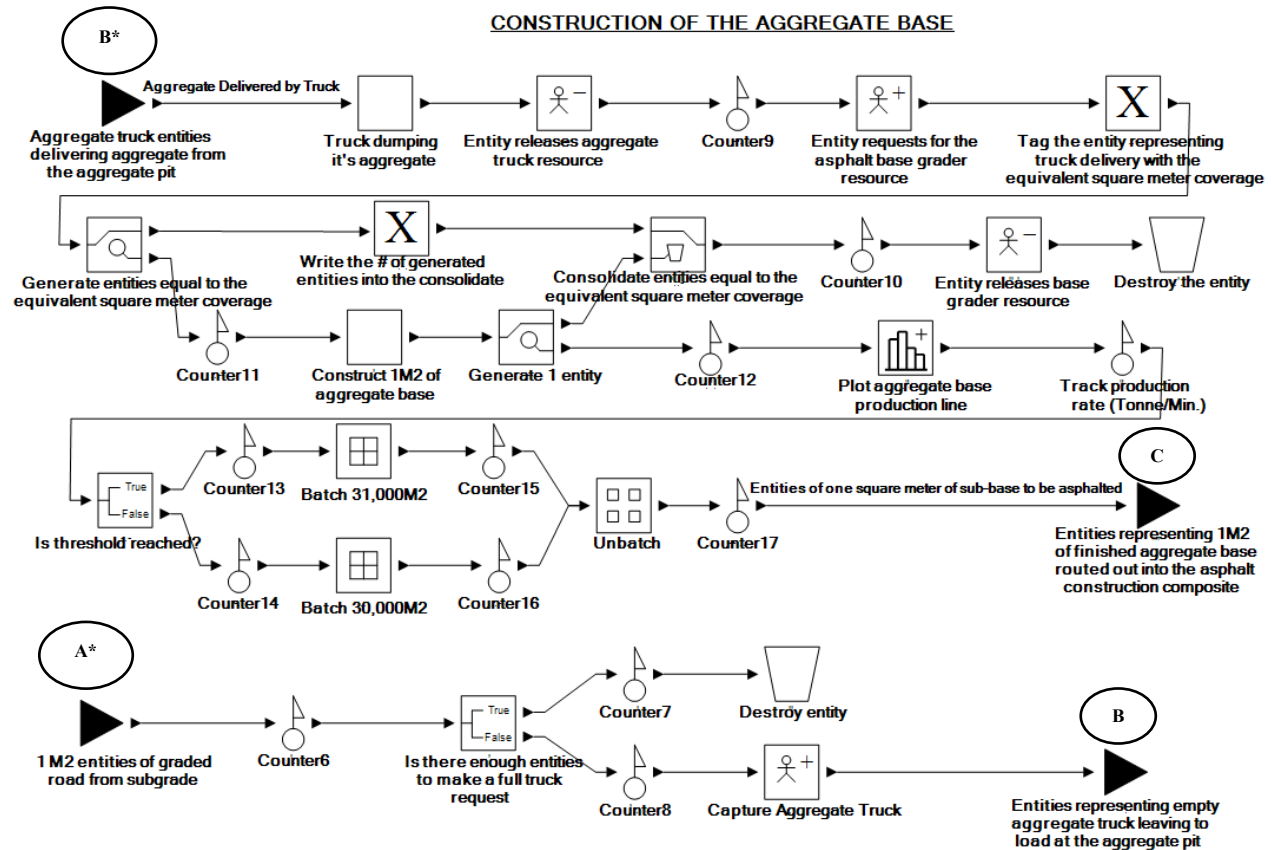 CONSTRUCTION OF THE AGGREGATE BASE
B*
Aggregate Delivered by Truck
Aggregate truck entities
delivering aggregate from
the aggregate pit
Truck dumping
it's aggregate
−
Entity releases aggregate
truck resource
Counter9
+
Entity requests for the
asphalt base grader
resource
X
Tag the entity representing
truck delivery with the
equivalent square meter coverage
Generate entities equal to the
equivalent square meter coverage
X
Write the # of generated
entities into the consolidate
Consolidate entities equal to the
equivalent square meter coverage
Counter10
−
Entity releases base
grader resource
Destroy the entity
Counter11
Construct 1M2 of
aggregate base
Generate 1 entity
Counter12
+
Plot aggregate base
production line
Track production
rate (Tonne/Min.)
True
False
Is threshold reached?
Counter13
Batch 31,000M2
Counter15
Counter14
Batch 30,000M2
Counter16
Unbatch
Counter17
Entities of one square meter of sub-base to be asphalted
C
Entities representing 1M2
of finished aggregate base
routed out into the asphalt
construction composite
A*
1 M2 entities of graded
road from subgrade
Counter6
True
False
Is there enough entities
to make a full truck
request
Counter7
Destroy entity
Counter8
+
Capture Aggregate Truck
B
Entities representing empty
aggregate truck leaving to
load at the aggregate pit